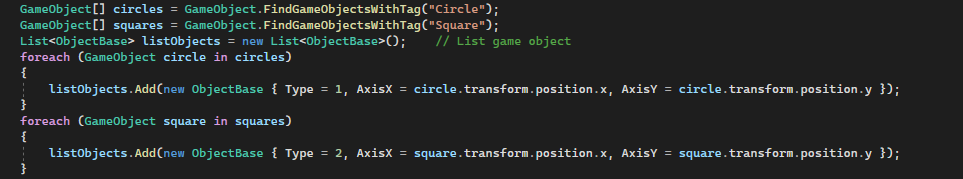 GameObject[] circles = GameObject.FindGameObjectsWithTag("Circle");
GameObject[] squares = GameObject.FindGameObjectsWithTag("Square");
List<ObjectBase> listObjects = new List<ObjectBase>();    // List game object
foreach (GameObject circle in circles)
{
    listObjects.Add(new ObjectBase { Type = 1, AxisX = circle.transform.position.x, AxisY = circle.transform.position.y });
}
foreach (GameObject square in squares)
{
    listObjects.Add(new ObjectBase { Type = 2, AxisX = square.transform.position.x, AxisY = square.transform.position.y });
}